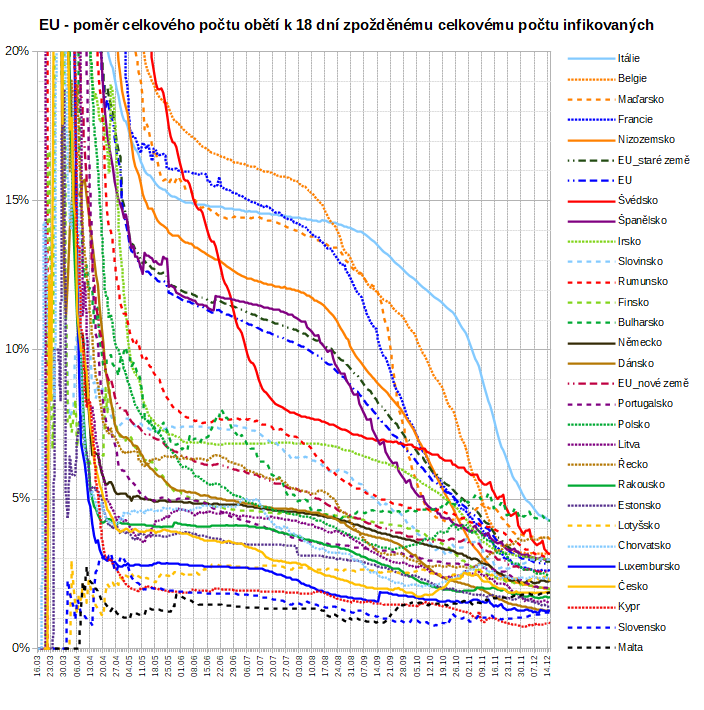 EU - poměr celkového počtu obětí k 18 dní zpožděnému celkovému počtu infikovaných
20%
15%
10%
5%
0%
16.03
23.03
30.03
06.04
13.04
20.04
27.04
04.05
11.05
18.05
25.05
01.06
08.06
15.06
22.06
29.06
06.07
13.07
20.07
27.07
03.08
10.08
17.08
24.08
31.08
07.09
14.09
21.09
28.09
05.10
12.10
19.10
26.10
02.11
09.11
16.11
23.11
30.11
07.12
14.12
Itálie
Belgie
Maďarsko
Francie
Nizozemsko
EU_staré země
EU
Švédsko
Španělsko
Irsko
Slovinsko
Rumunsko
Finsko
Bulharsko
Německo
Dánsko
EU_nové země
Portugalsko
Polsko
Litva
Řecko
Rakousko
Estonsko
Lotyšsko
Chorvatsko
Luxembursko
Česko
Kypr
Slovensko
Malta